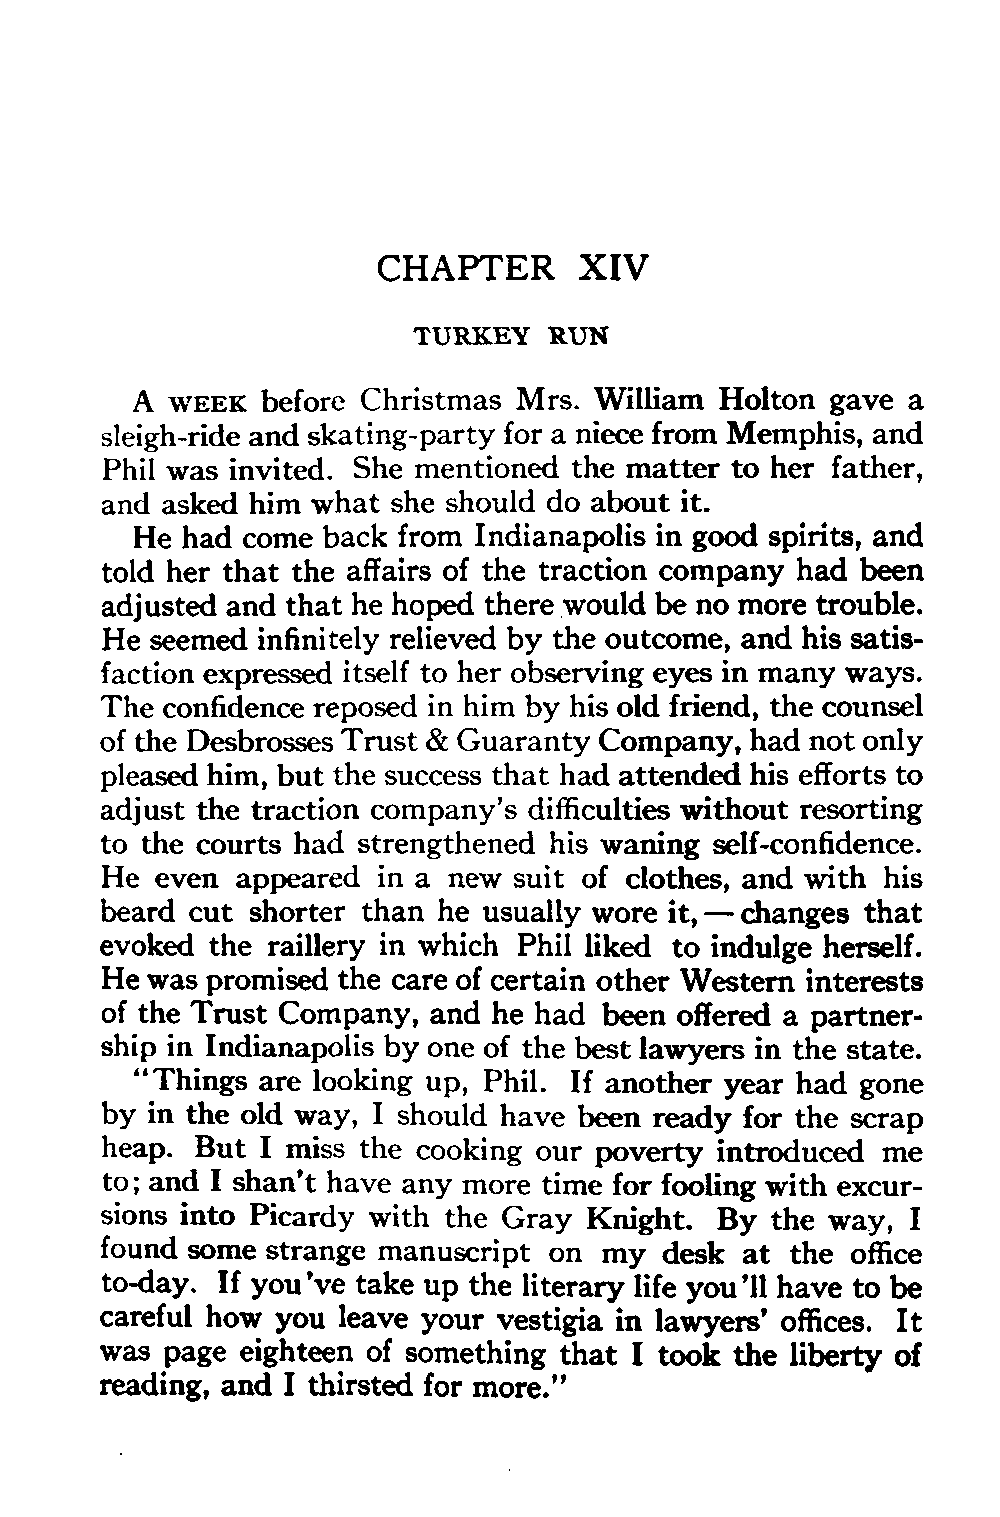 CHAPTER XIV
TURKEY RUN
A WEEK before Christmas Mrs. William Holton gave a
sleigh-ride and skating-party for a niece from Memphis, and
Phil was invited. She mentioned the matter to her father,
and asked him what she should do about it.
He had come back from Indianapolis in good spirits, and
told her that the affairs of the traction company had been
adjusted and that he hoped there would be no more trouble.
He seemed infinitely relieved by the outcome, and his satis-
faction expressed itself to her observing eyes in many ways.
The confidence reposed in him by his old friend, the counsel
of the Desbrosses Trust & Guaranty Company, had not only
pleased him, but the success that had attended his efforts to
adjust the traction company's difficulties without resorting
to the courts had strengthened his waning self-confidence.
He even appeared in a new suit of clothes, and with his
beard cut shorter than he usually wore it, — changes that
evoked the raillery in which Phil liked to indulge herself.
He was promised the care of certain other Western interests
of the Trust Company, and he had been offered a partner-
ship in Indianapolis by one of the best lawyers in the state.
"Things are looking up, Phil. If another year had gone
by in the old way, I should have been ready for the scrap
heap. But I miss the cooking our poverty introduced me
to; and I shan't have any more time for fooling with excur-
sions into Picardy with the Gray Knight. By the way, I
found some strange manuscript on my desk at the office
to-day. If you've take up the literary life you'll have to be
careful how you leave your vestigia in lawyers' offices. It
was page eighteen of something that I took the liberty of
reading, and I thirsted for more."